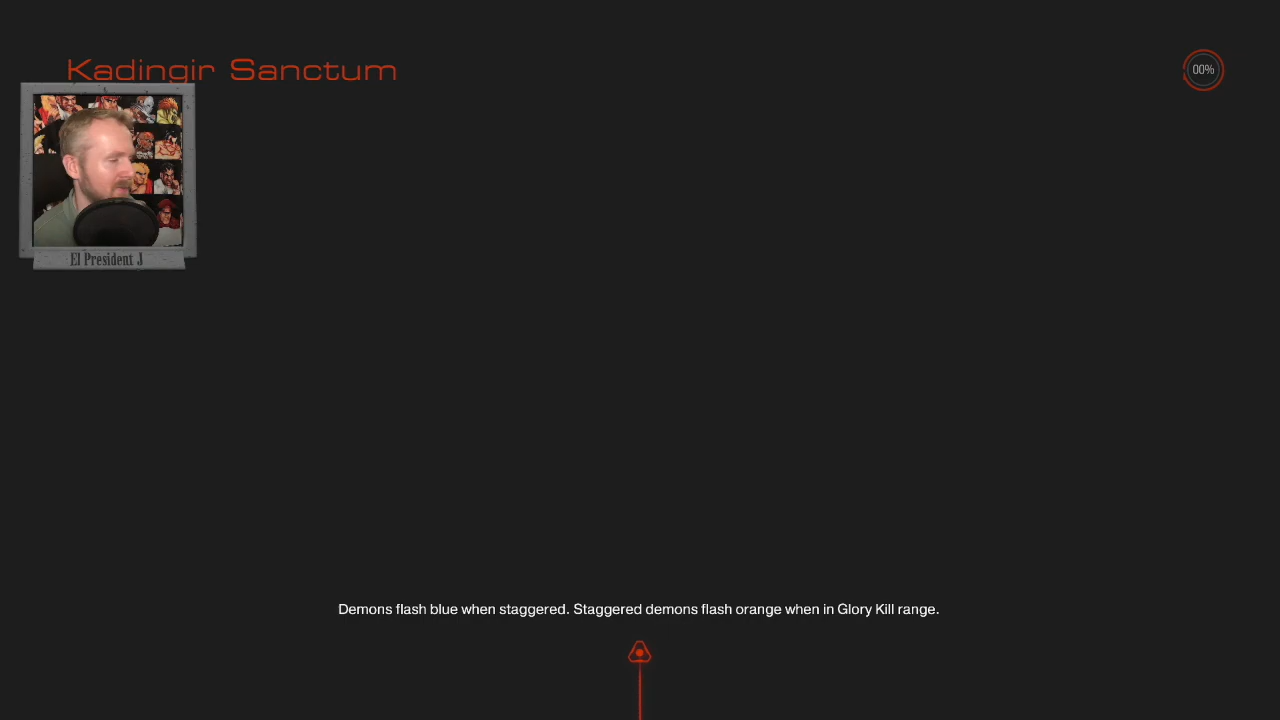 Kadingir Sanctum
00%
El President J
Demons flash blue when staggered. Staggered demons flash orange when in Glory Kill range.